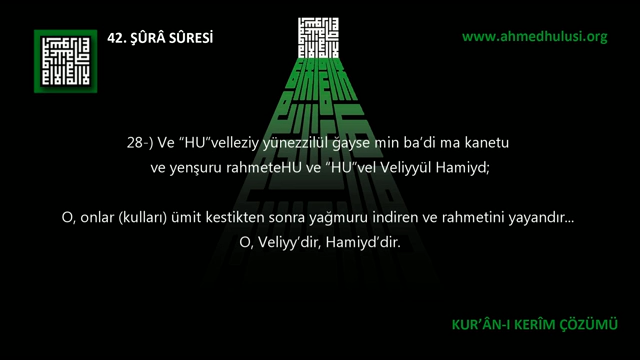 42. ŞÛRÂ SÛRESİ
www.ahmedhulusi.org
28-) Ve “HU”velleziy yünezzilül ğayse min ba’di ma kanetu
ve yenşuru rahmeteHU ve “HU”vel Veliyyül Hamiyd;
O, onlar (kulları) ümit kestikten sonra yağmuru indiren ve rahmetini yayandır...
O, Veliyy’dir, Hamiyd’dir.
KUR’ÂN-I KERÎM ÇÖZÜMÜ